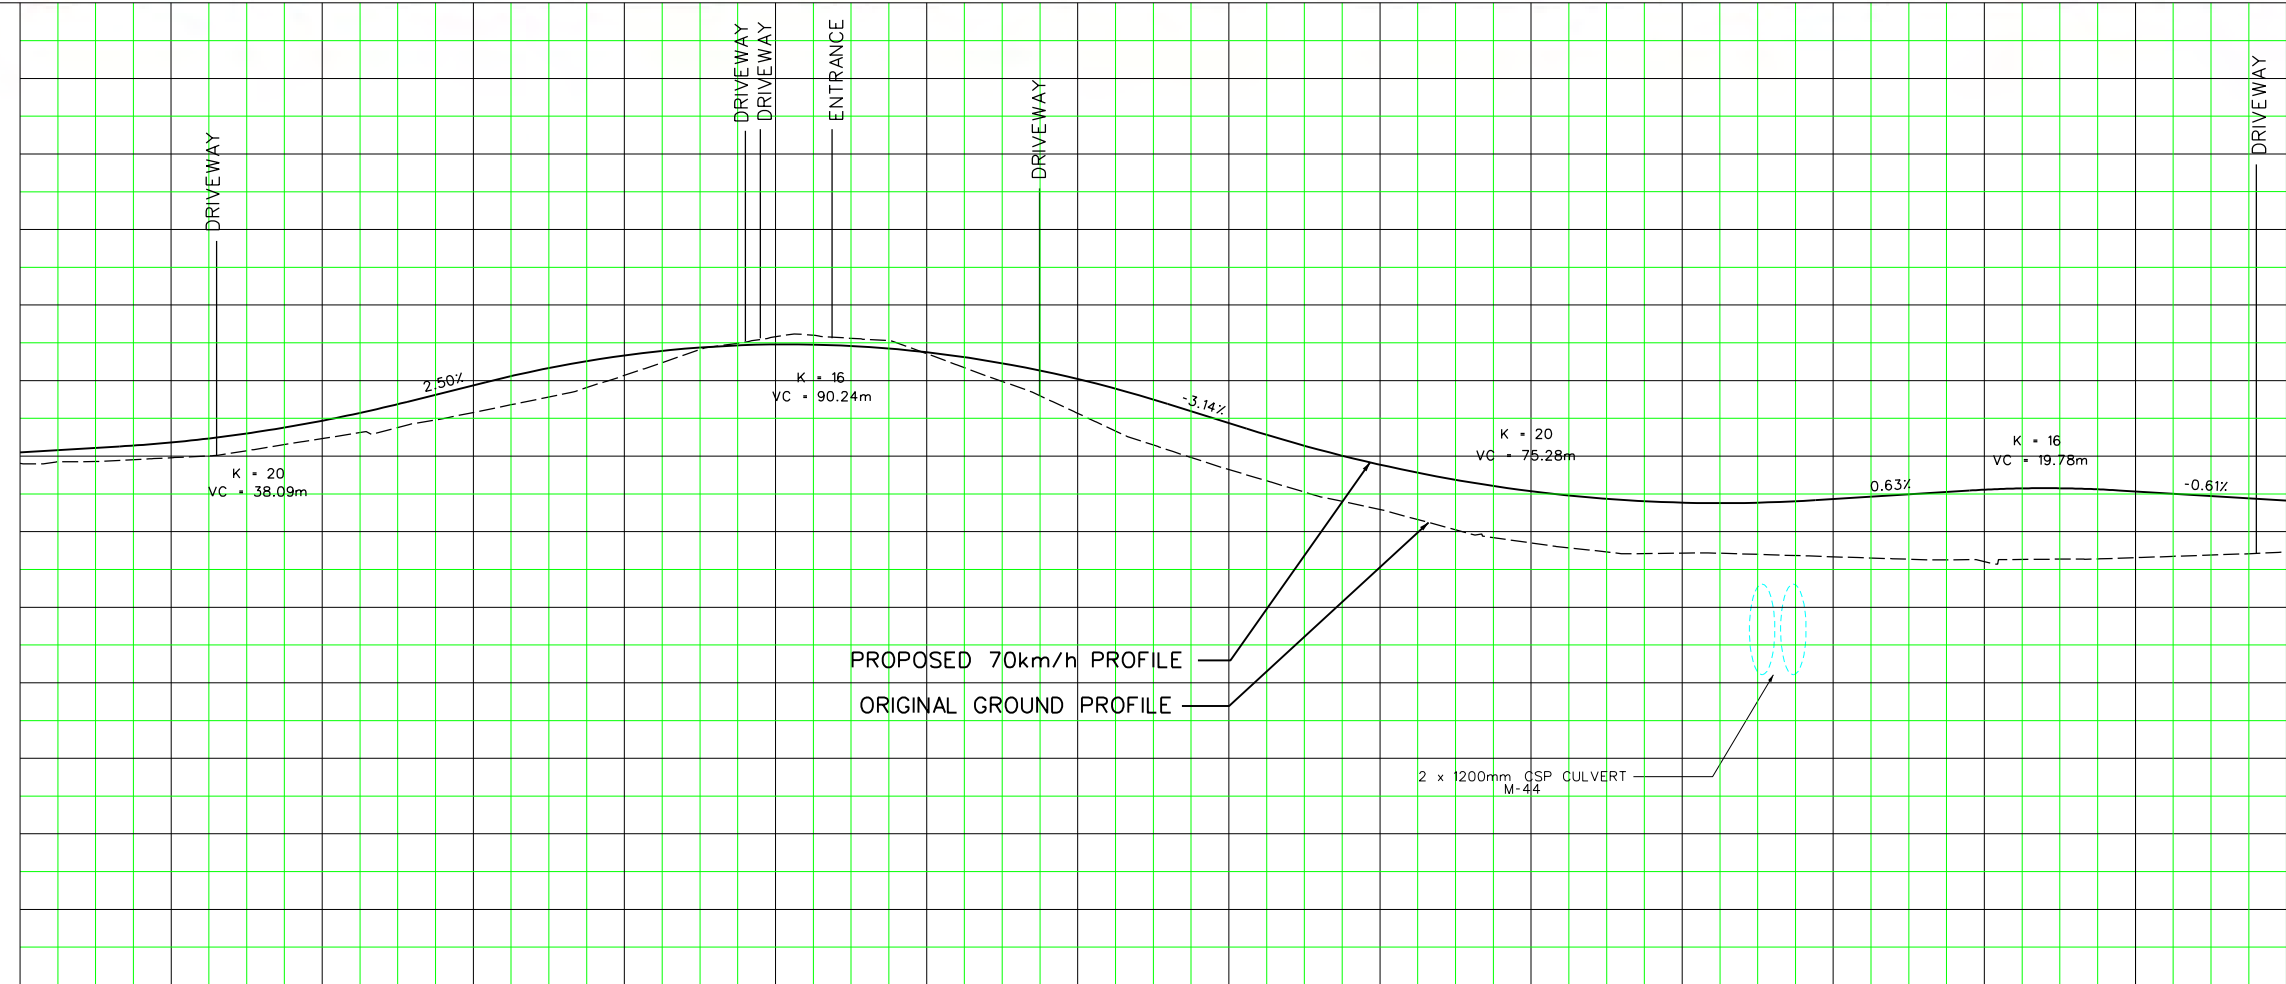 DRIVEWAY
DRIVEWAY
DRIVEWAY
ENTRANCE
DRIVEWAY
DRIVEWAY
2.50%
K = 16
VC = 90.24m
-3.14%
K = 20
VC = 75.28m
K = 16
VC = 19.78m
K = 20
VC = 38.09m
0.63%
-0.61%
PROPOSED 70km/h PROFILE
ORIGINAL GROUND PROFILE
2 x 1200mm CSP CULVERT
M-44